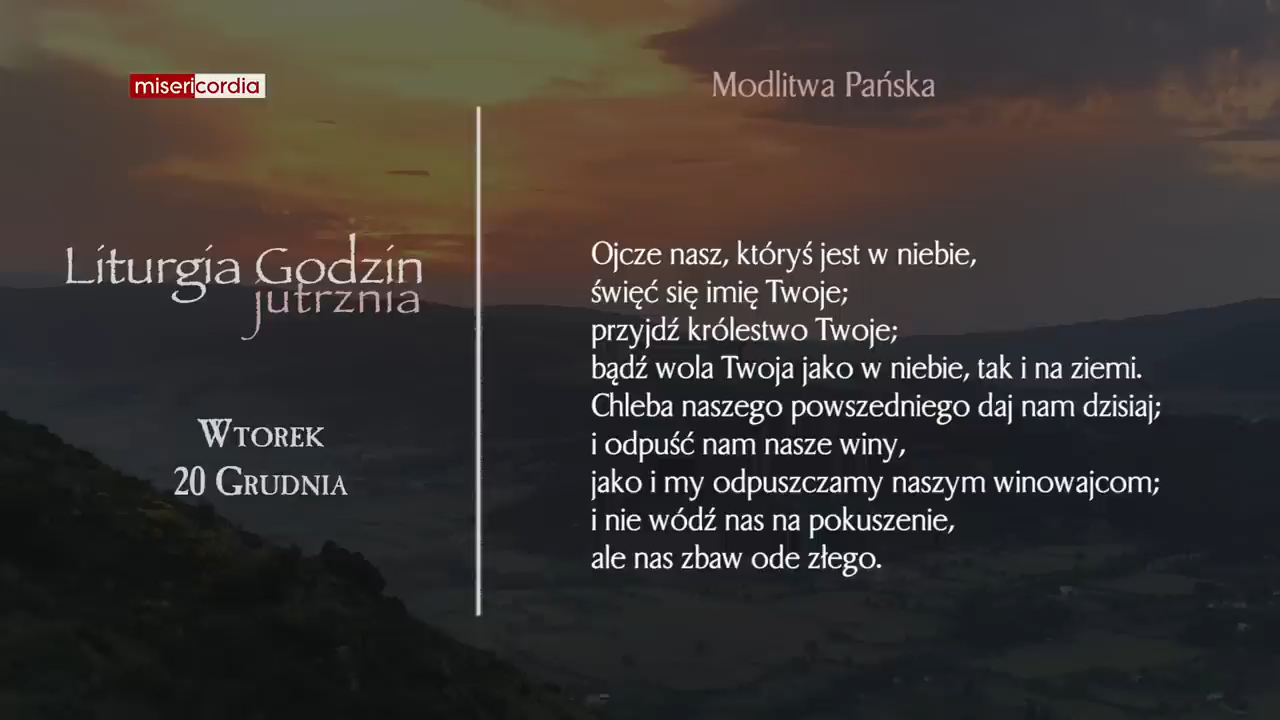 misericordia
Liturgia Godzin
jutrznia
Wtorek
20 Grudnia
Modlitwa Pańska
Ojcze nasz, któryś jest w niebie,
święć się imię Twoje;
przyjdź królestwo Twoje;
bądź wola Twoja jako w niebie, tak i na ziemi.
Chleba naszego powszedniego daj nam dzisiaj;
i odpuść nam nasze winy,
jako i my odpuszczamy naszym winowajcom;
i nie wódź nas na pokuszenie,
ale nas zbaw ode złego.